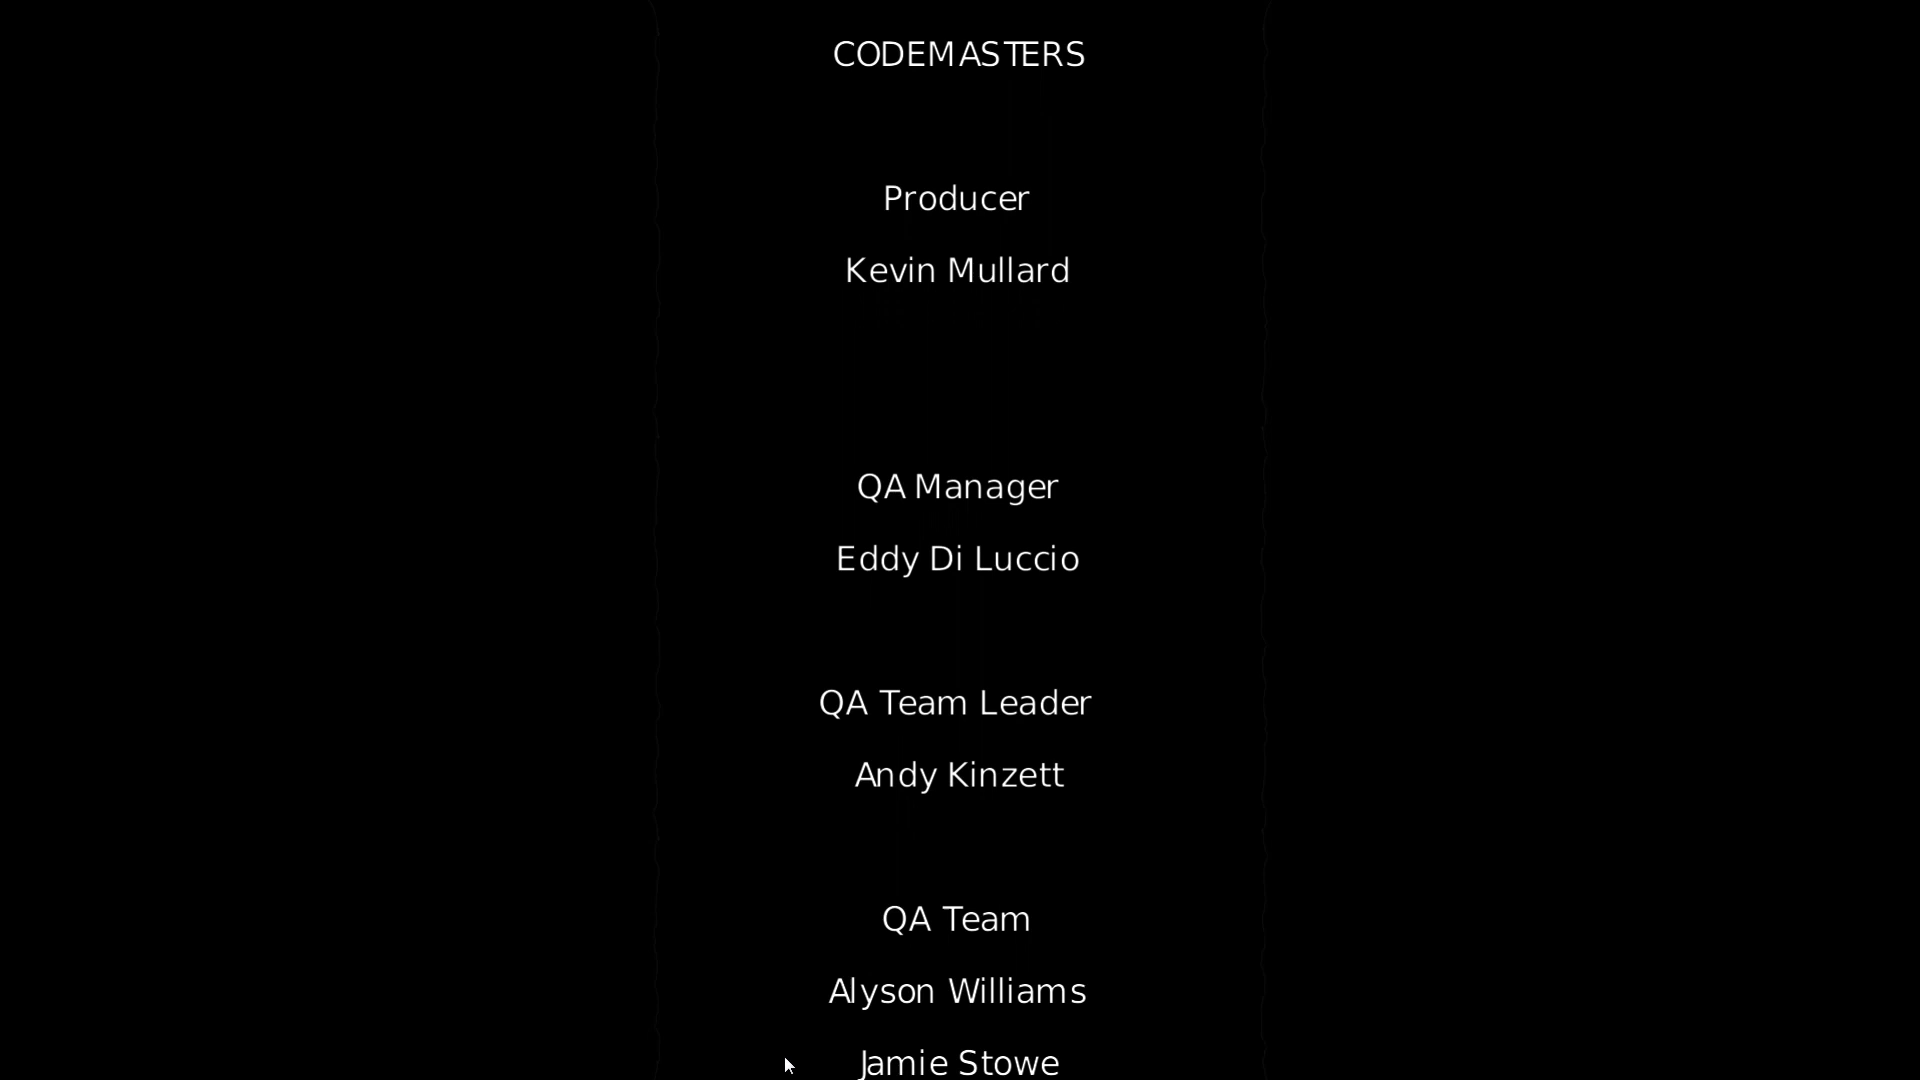 CODEMASTERS
Producer
Kevin Mullard
QA Manager
Eddy Di Luccio
QA Team Leader
Andy Kinzett
QA Team
Alyson Williams
Jamie Stowe